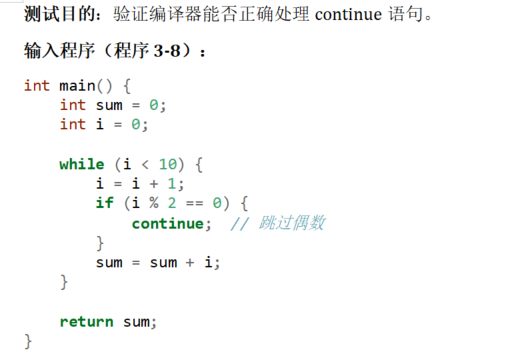 测试目的：验证编译器能否正确处理 continue 语句。
输入程序（程序 3-8）：
int main() {
    int sum = 0;
    int i = 0;

    while (i < 10) {
        i = i + 1;
        if (i % 2 == 0) {
            continue;  // 跳过偶数
        }
        sum = sum + i;
    }

    return sum;
}